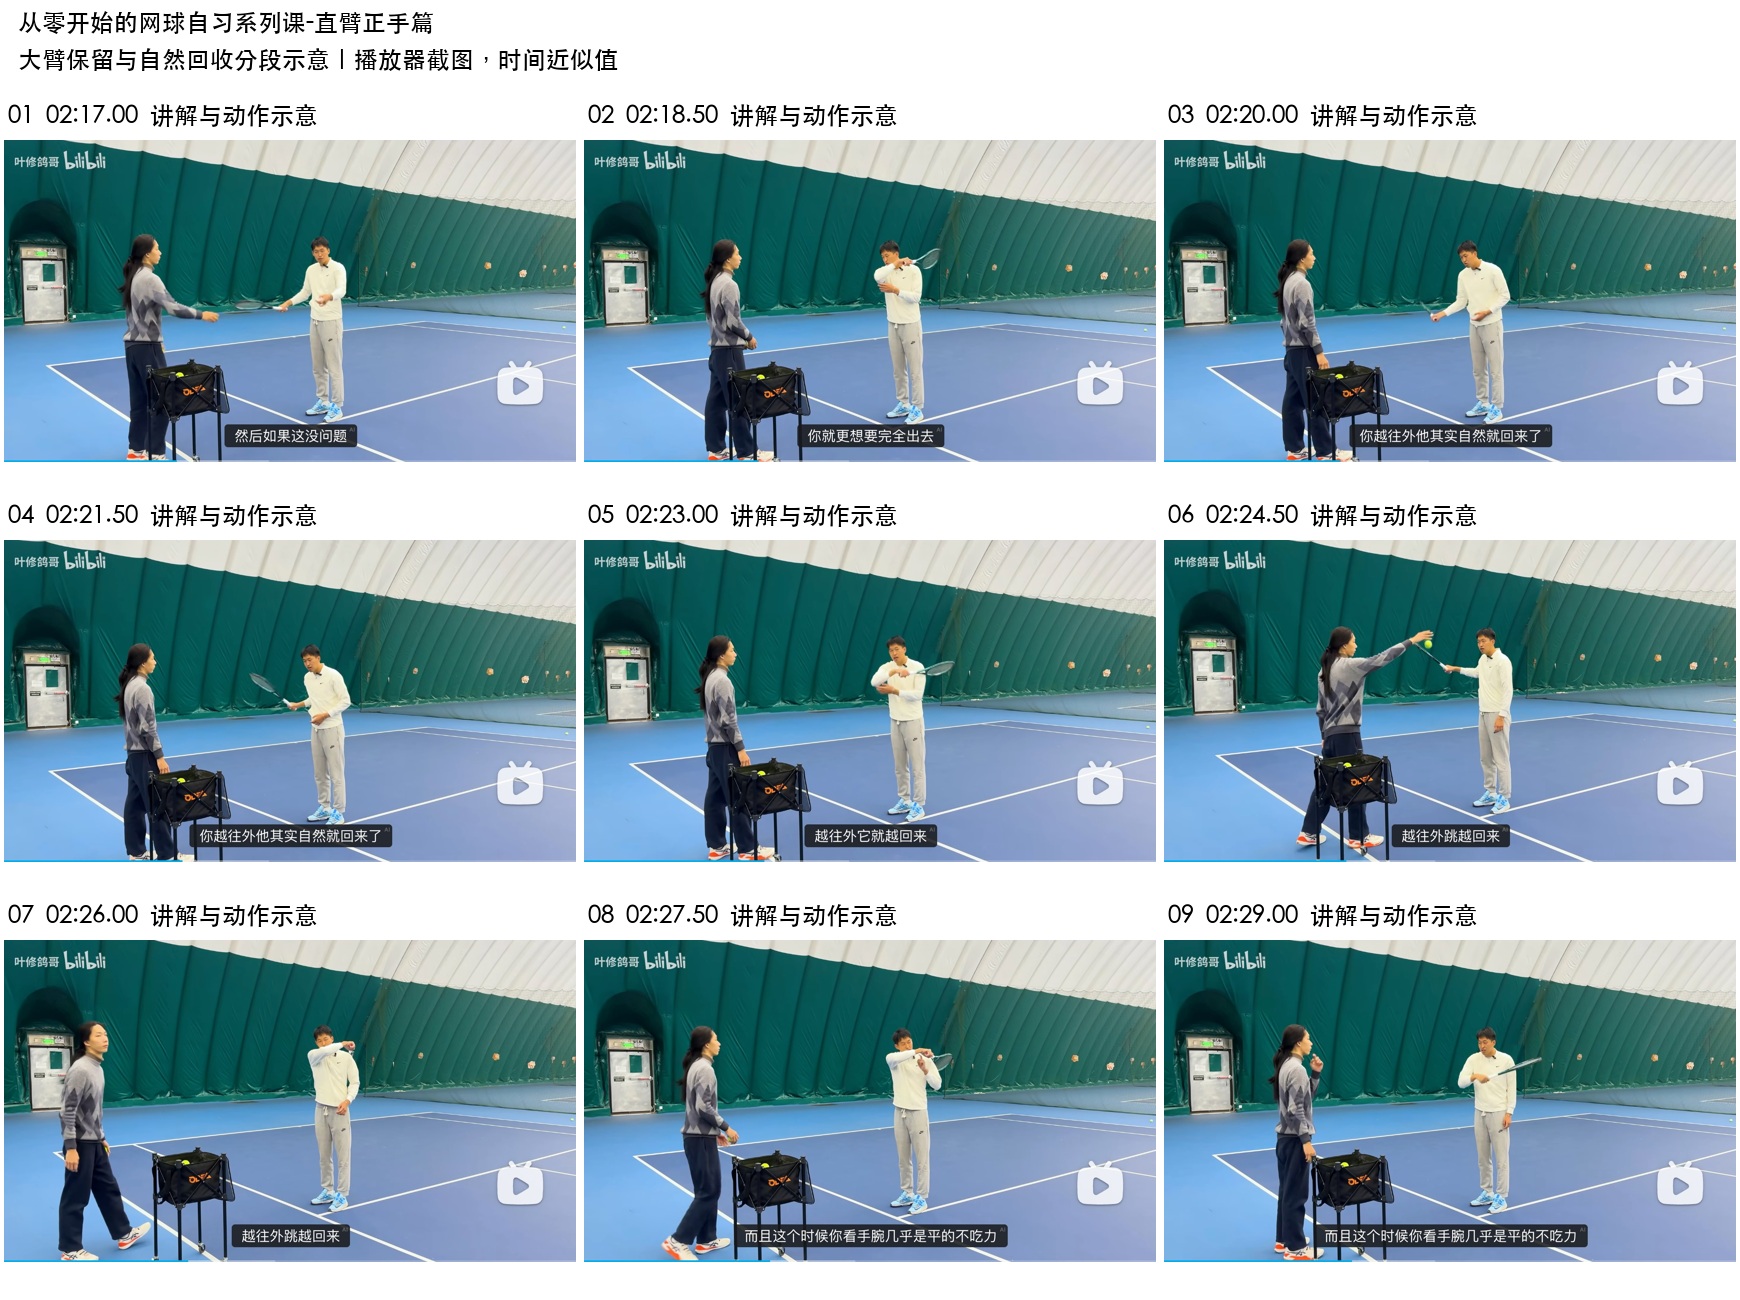 从零开始的网球自习系列课-直臂正手篇
大臂保留与自然回收分段示意｜播放器截图，时间近似值
01 02:17.00 讲解与动作示意
02 02:18.50 讲解与动作示意
03 02:20.00 讲解与动作示意
叶修鸽哥 bilibili
叶修鸽哥 bilibili
叶修鸽哥 bilibili
然后如果这没问题 AI
你就更想要完全出去 AI
你越往外他其实自然就回来了 AI
04 02:21.50 讲解与动作示意
05 02:23.00 讲解与动作示意
06 02:24.50 讲解与动作示意
叶修鸽哥 bilibili
叶修鸽哥 bilibili
叶修鸽哥 bilibili
你越往外他其实自然就回来了 AI
越往外它就越回来 AI
越往外跳越回来 AI
07 02:26.00 讲解与动作示意
08 02:27.50 讲解与动作示意
09 02:29.00 讲解与动作示意
叶修鸽哥 bilibili
叶修鸽哥 bilibili
叶修鸽哥 bilibili
越往外跳越回来 AI
而且这个时候你看手腕几乎是平的不吃力 AI
而且这个时候你看手腕几乎是平的不吃力 AI